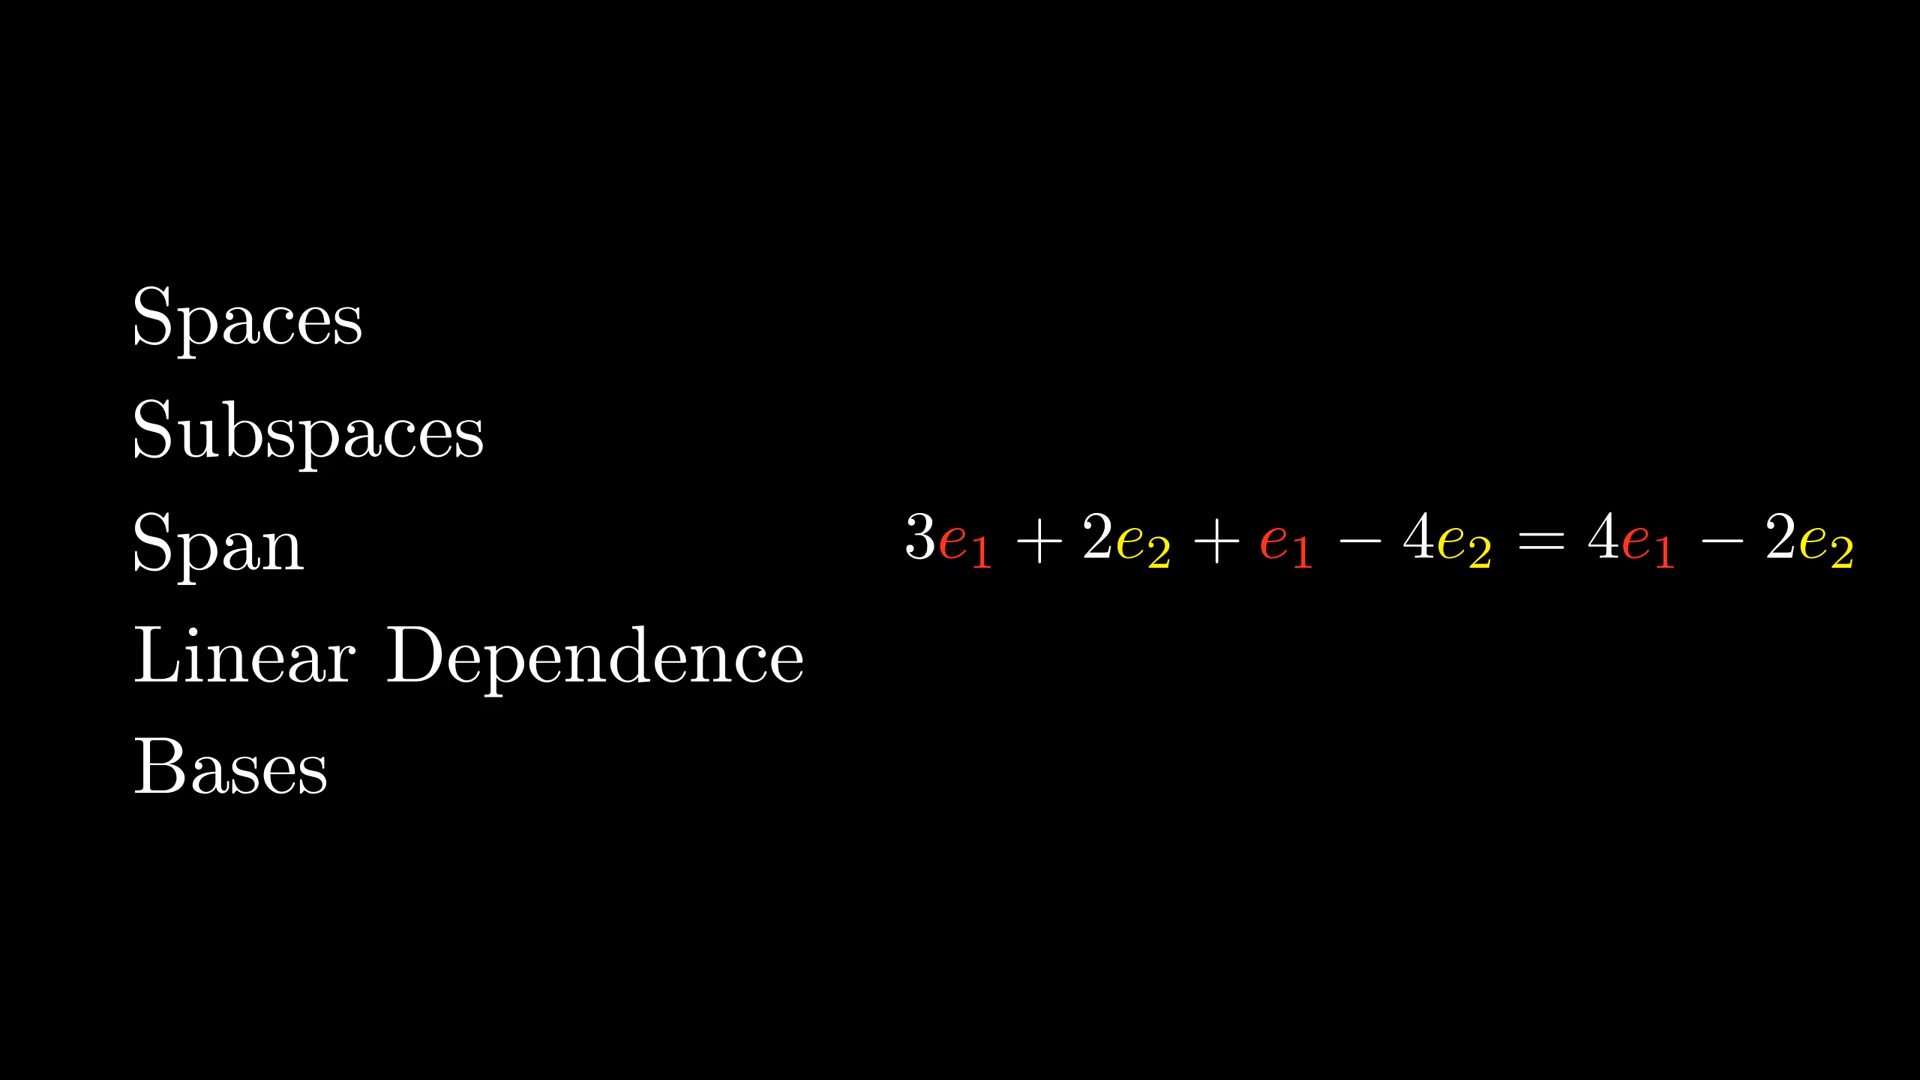 Spaces
Subspaces
Span
3e₁ + 2e₂ + e₁ − 4e₂ = 4e₁ − 2e₂
Linear Dependence
Bases